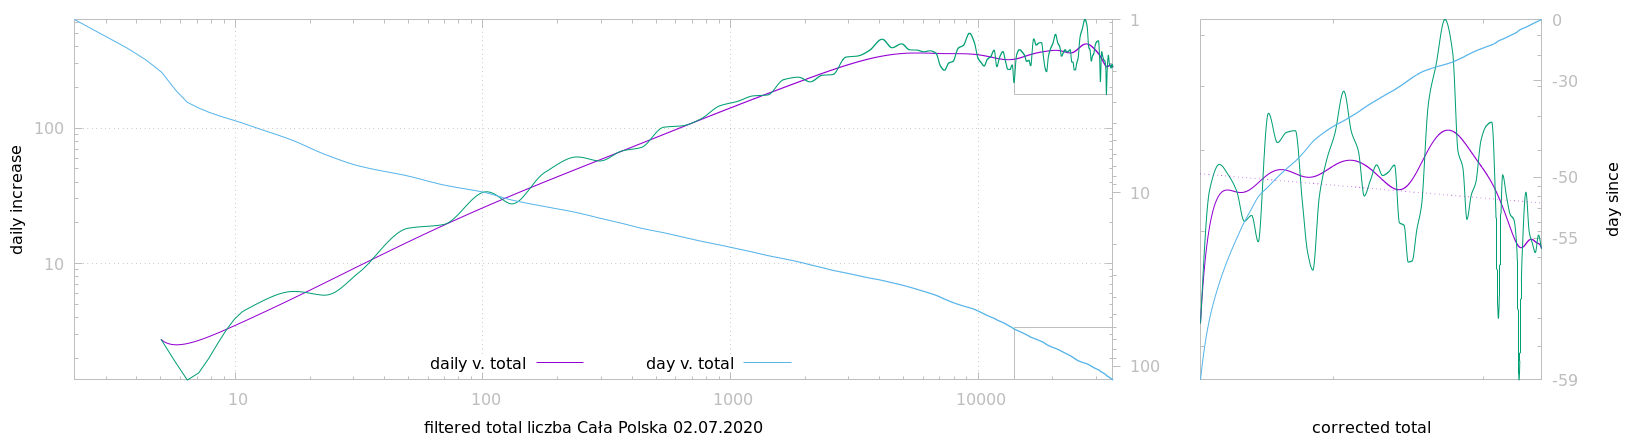 daily increase
100
10
daily v. total
day v. total
10
100
1000
10000
filtered total liczba Cała Polska 02.07.2020
1
10
100
0
-30
-50
-55
-59
day since
corrected total